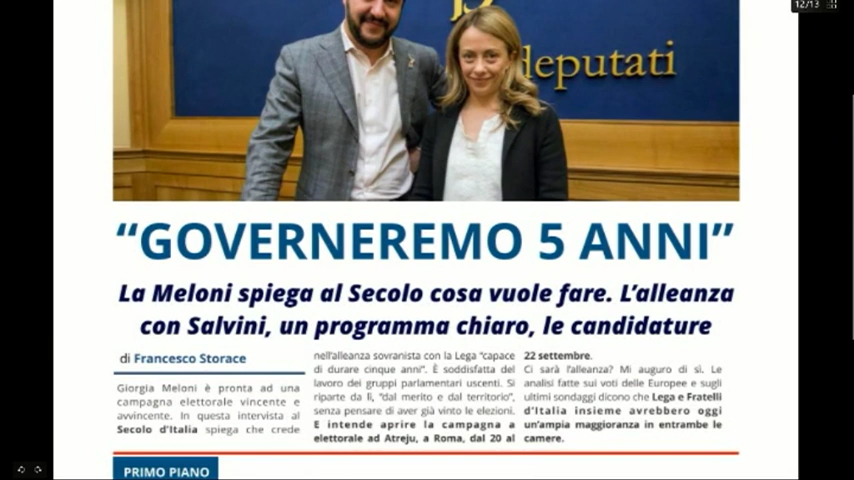 12/13
deputati
“GOVERNEREMO 5 ANNI”
La Meloni spiega al Secolo cosa vuole fare. L’alleanza
con Salvini, un programma chiaro, le candidature
di Francesco Storace
Giorgia Meloni è pronta ad una
campagna elettorale vincente e
avvincente. In questa intervista al
Secolo d’Italia spiega che crede
nell’alleanza sovranista con la Lega “capace
di durare cinque anni”. È soddisfatta del
lavoro dei gruppi parlamentari uscenti. Si
riparte da lì, “dal merito e dal territorio”,
senza pensare di aver già vinto le elezioni.
E intende aprire la campagna a
elettorale ad Atreju, a Roma, dal 20 al
22 settembre.
Ci sarà l’alleanza? Mi auguro di sì. Le
analisi fatte sui voti delle Europee e sugli
ultimi sondaggi dicono che Lega e Fratelli
d’Italia insieme avrebbero oggi
un’ampia maggioranza in entrambe le
camere.
PRIMO PIANO